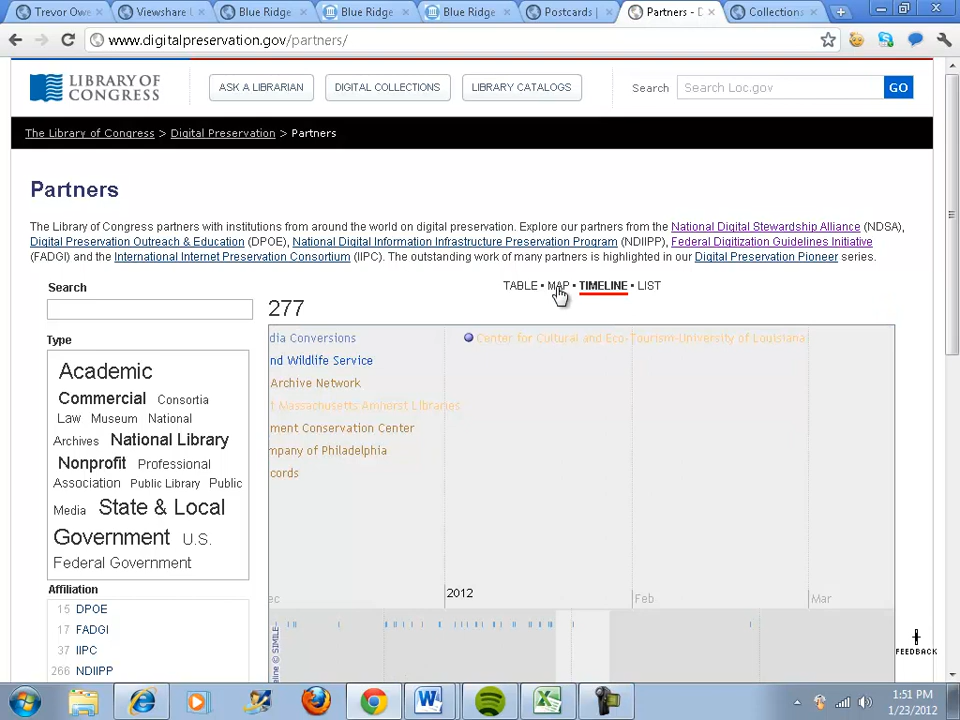 Trevor Owe
Viewshare
Blue Ridge
Blue Ridge
Blue Ridge
Postcards |
Partners - D
Collections
www.digitalpreservation.gov/partners/
LIBRARY OF
CONGRESS
ASK A LIBRARIAN
DIGITAL COLLECTIONS
LIBRARY CATALOGS
Search
Search Loc.gov
GO
The Library of Congress > Digital Preservation > Partners
Partners
The Library of Congress partners with institutions from around the world on digital preservation. Explore our partners from the National Digital Stewardship Alliance (NDSA),
Digital Preservation Outreach & Education (DPOE), National Digital Information Infrastructure Preservation Program (NDIIPP), Federal Digitization Guidelines Initiative
(FADGI) and the International Internet Preservation Consortium (IIPC). The outstanding work of many partners is highlighted in our Digital Preservation Pioneer series.
TABLE • MAP • TIMELINE • LIST
Search
277
Type
Academic
Commercial Consortia
Law Museum National
Archives National Library
Nonprofit Professional
Association Public Library Public
Media State & Local
Government U.S.
Federal Government
Affiliation
15 DPOE
17 FADGI
37 IIPC
266 NDIIPP
dia Conversions
nd Wildlife Service
Archive Network
t Massachusetts Amherst Libraries
ment Conservation Center
mpany of Philadelphia
cords
Center for Cultural and Eco-Tourism-University of Louisiana
ec
2012
Feb
Mar
line © SIMILE
FEEDBACK
1:51 PM
1/23/2012